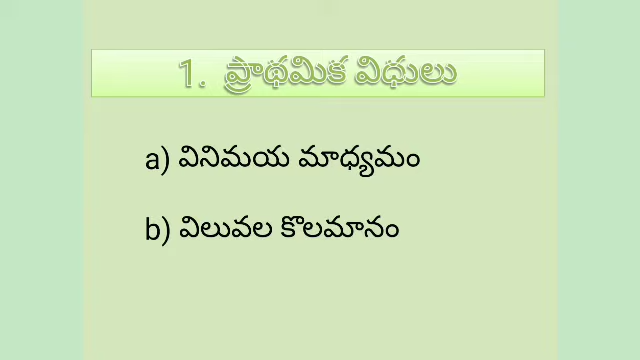 1. ప్రాథమిక విధులు
a) వినిమయ మాధ్యమం
b) విలువల కొలమానం